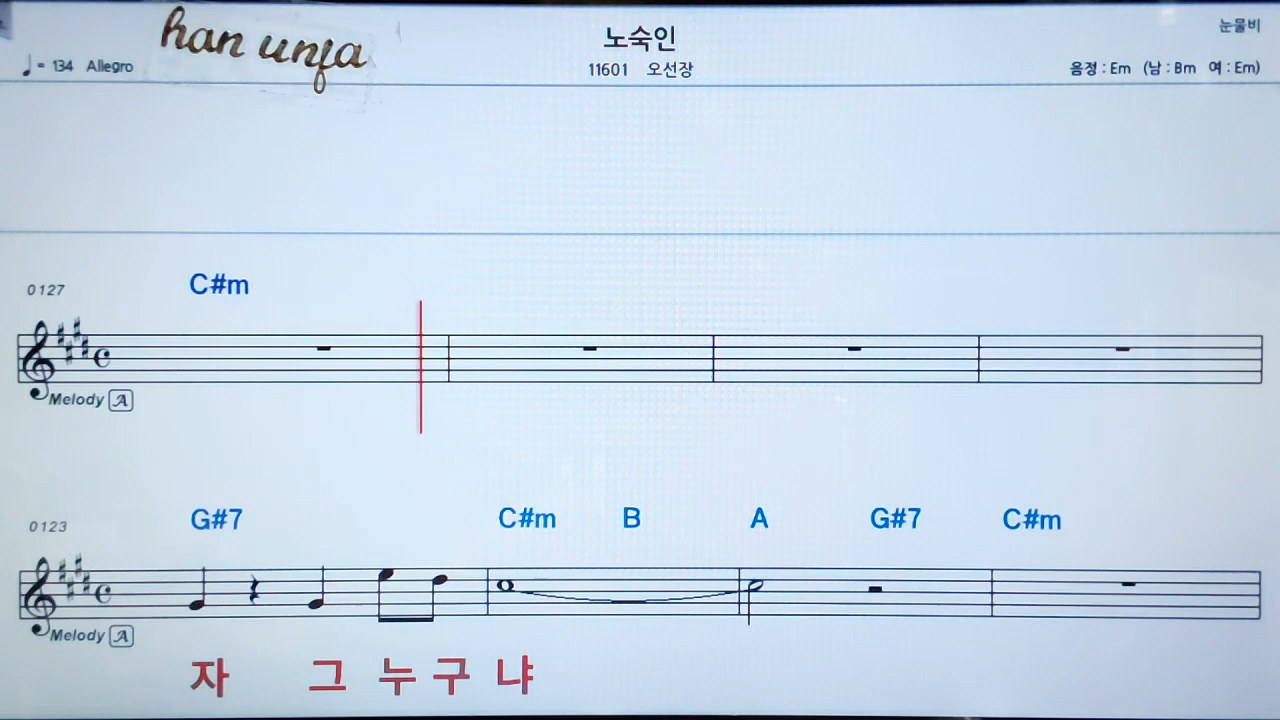 han unfa
노숙인
눈물비
♩ = 134 Allegro
11601 오선장
음정 : Em (남 : Bm 여 : Em)
0127
C#m
Melody A
0123
G#7 C#m B A G#7 C#m
Melody A
자 그 누 구 냐